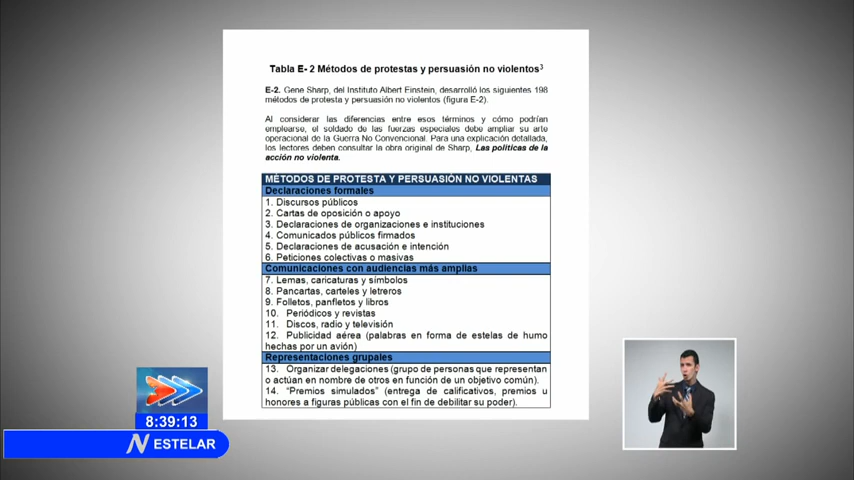 Tabla E- 2 Métodos de protestas y persuasión no violentos3
E-2. Gene Sharp, del Instituto Albert Einstein, desarrolló los siguientes 198
métodos de protesta y persuasión no violentos (figura E-2).
Al considerar las diferencias entre esos términos y cómo podrían
emplearse, el soldado de las fuerzas especiales debe ampliar su arte
operacional de la Guerra No Convencional. Para una explicación detallada,
los lectores deben consultar la obra original de Sharp, Las políticas de la
acción no violenta.
MÉTODOS DE PROTESTA Y PERSUASIÓN NO VIOLENTAS
Declaraciones formales
1. Discursos públicos
2. Cartas de oposición o apoyo
3. Declaraciones de organizaciones e instituciones
4. Comunicados públicos firmados
5. Declaraciones de acusación e intención
6. Peticiones colectivas o masivas
Comunicaciones con audiencias más amplias
7. Lemas, caricaturas y símbolos
8. Pancartas, carteles y letreros
9. Folletos, panfletos y libros
10. Periódicos y revistas
11. Discos, radio y televisión
12. Publicidad aérea (palabras en forma de estelas de humo
hechas por un avión)
Representaciones grupales
13. Organizar delegaciones (grupo de personas que representan
o actúan en nombre de otros en función de un objetivo común).
14. "Premios simulados" (entrega de calificativos, premios u
honores a figuras públicas con el fin de debilitar su poder).
8:39:13
N ESTELAR